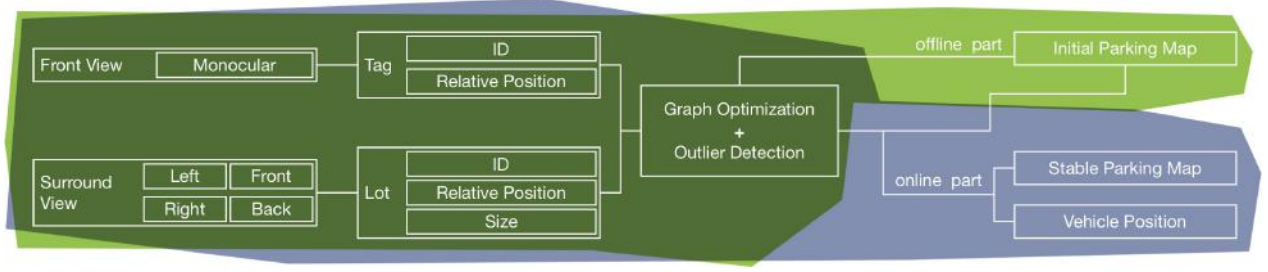 Front View
Monocular
Tag
ID
Relative Position
Surround
View
Left
Front
Right
Back
Lot
ID
Relative Position
Size
Graph Optimization
+
Outlier Detection
offline part
Initial Parking Map
online part
Stable Parking Map
Vehicle Position